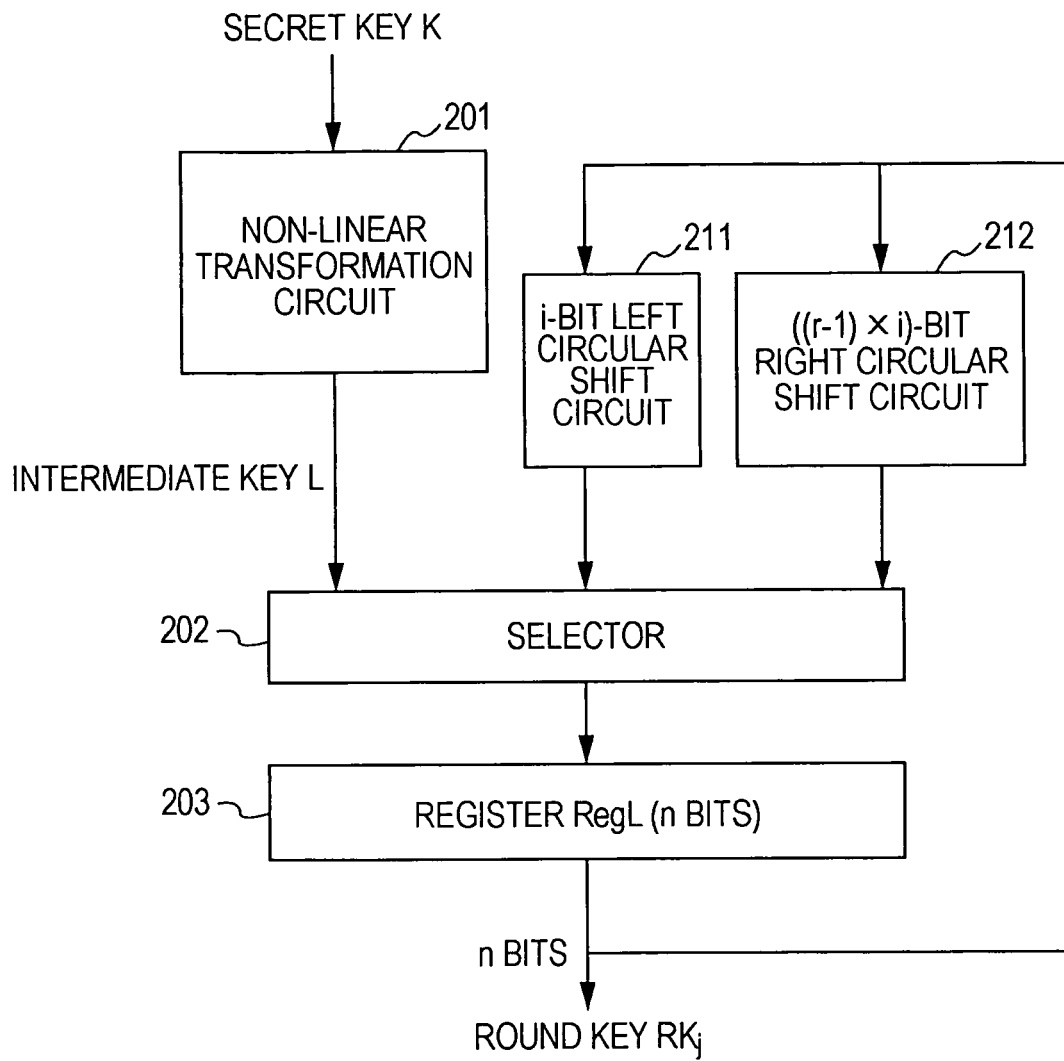 SECRET KEY K
201
NON-LINEAR
TRANSFORMATION
CIRCUIT
211
i-BIT LEFT
CIRCULAR
SHIFT
CIRCUIT
212
((r-1) × i)-BIT
RIGHT CIRCULAR
SHIFT CIRCUIT
INTERMEDIATE KEY L
202
SELECTOR
203
REGISTER RegL (n BITS)
n BITS
ROUND KEY RKj